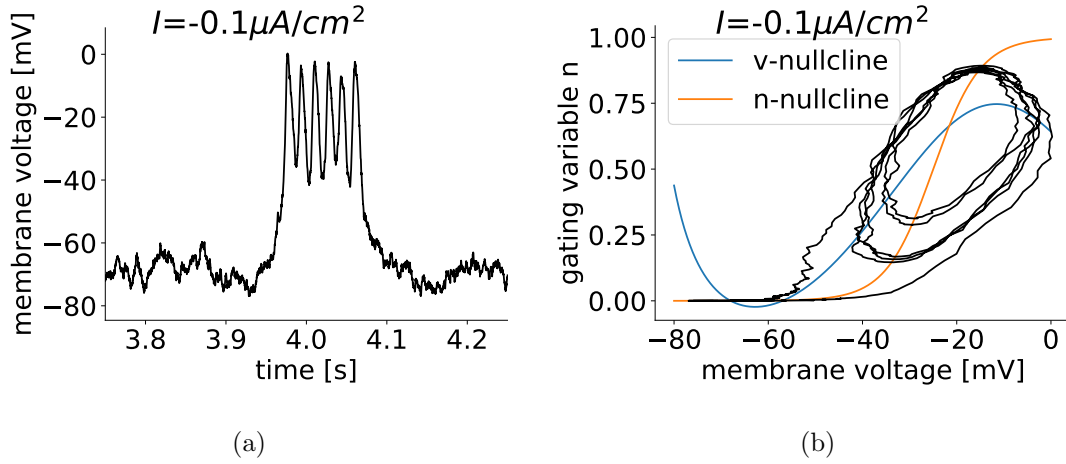 I=-0.1μA/cm²
membrane voltage [mV]
0
−20
−40
−60
−80
3.8 3.9 4.0 4.1 4.2
time [s]
(a)
I=-0.1μA/cm²
gating variable n
1.00
0.75
0.50
0.25
0.00
v-nullcline
n-nullcline
−80 −60 −40 −20 0
membrane voltage [mV]
(b)